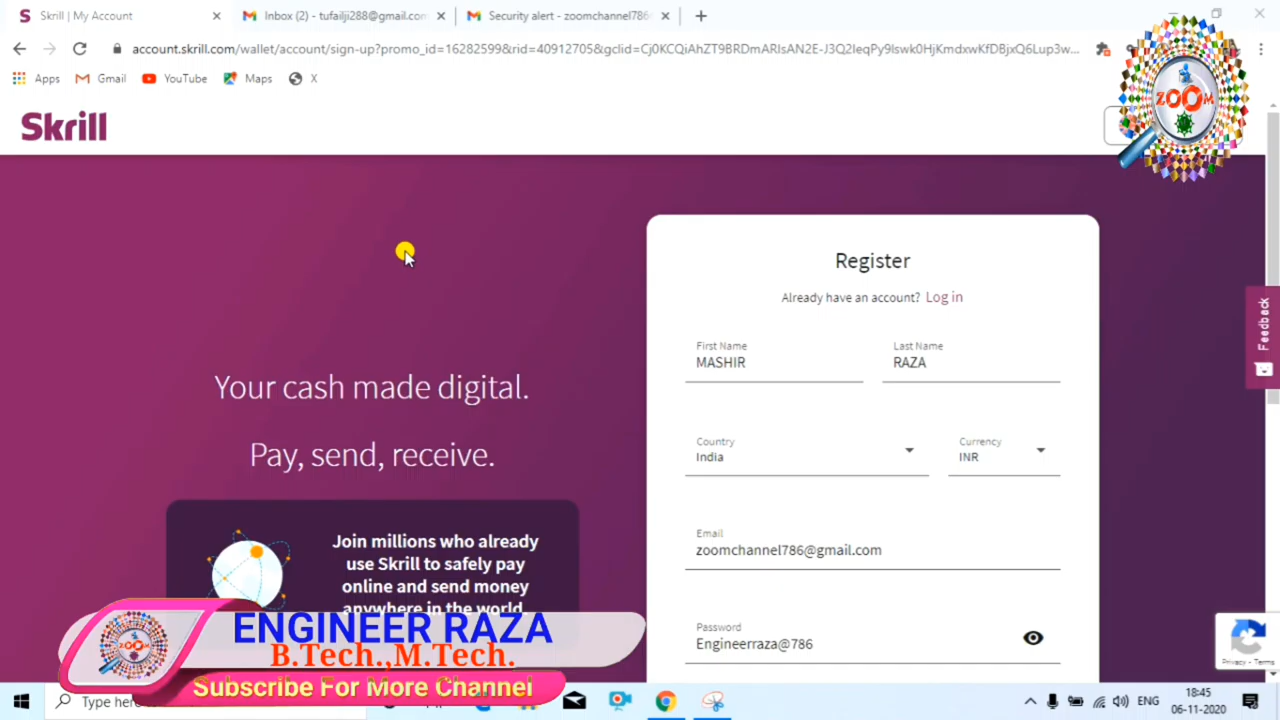 Skrill | My Account
Inbox (2) - tufailji288@gmail.com
Security alert - zoomchannel786
account.skrill.com/wallet/account/sign-up?promo_id=16282599&rid=40912705&gclid=Cj0KCQiAhZT9BRDmARIsAN2E-J3Q2IeqPy9Iswk0HjKmdxwKfDBjxQ6Lup3w...
Apps
Gmail
YouTube
Maps
X
ZOOM
Skrill
Register
Already have an account? Log in
First Name
Last Name
MASHIR
RAZA
Your cash made digital.
Pay, send, receive.
Country
Currency
India
INR
Email
zoomchannel786@gmail.com
Password
Engineerraza@786
Feedback
Join millions who already
use Skrill to safely pay
online and send money
anywhere in the world
ZOOM
ENGINEER RAZA
B.Tech.,M.Tech.
Subscribe For More Channel
Privacy - Terms
Type here
ENG
18:45
06-11-2020